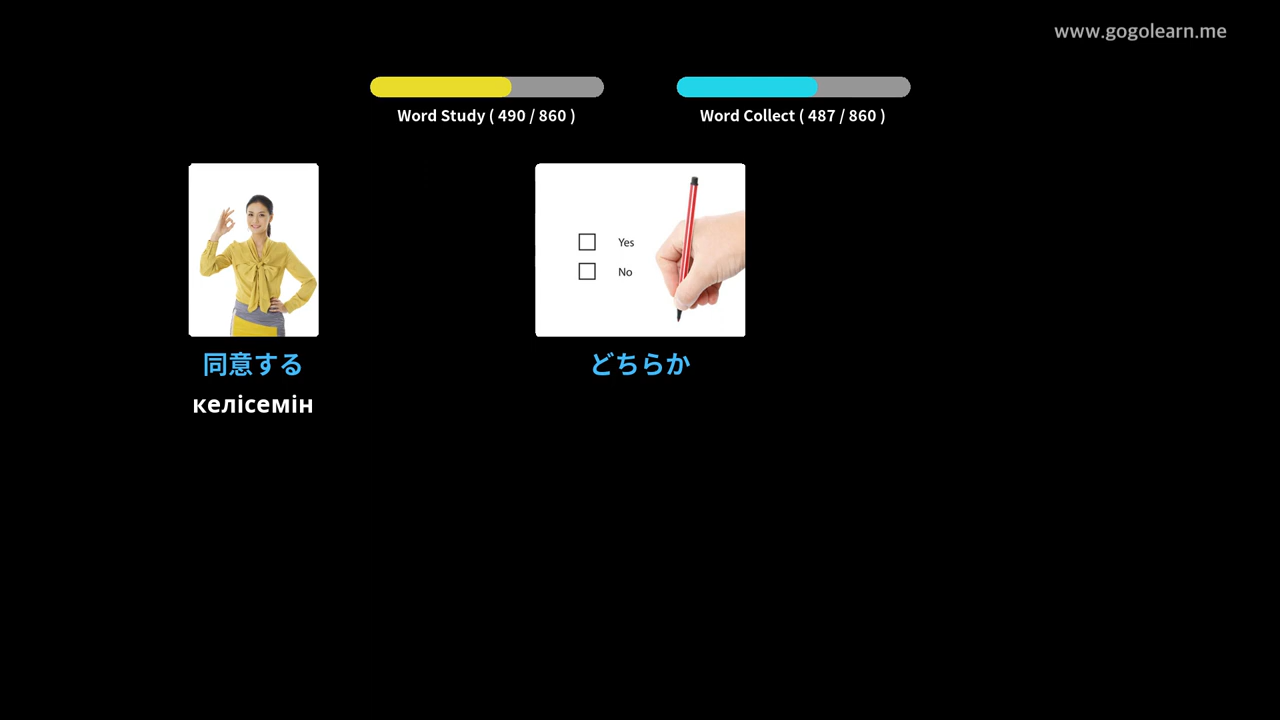 www.gogolearn.me
Word Study ( 490 / 860 )
Word Collect ( 487 / 860 )
Yes
No
同意する
どちらか
келісемін